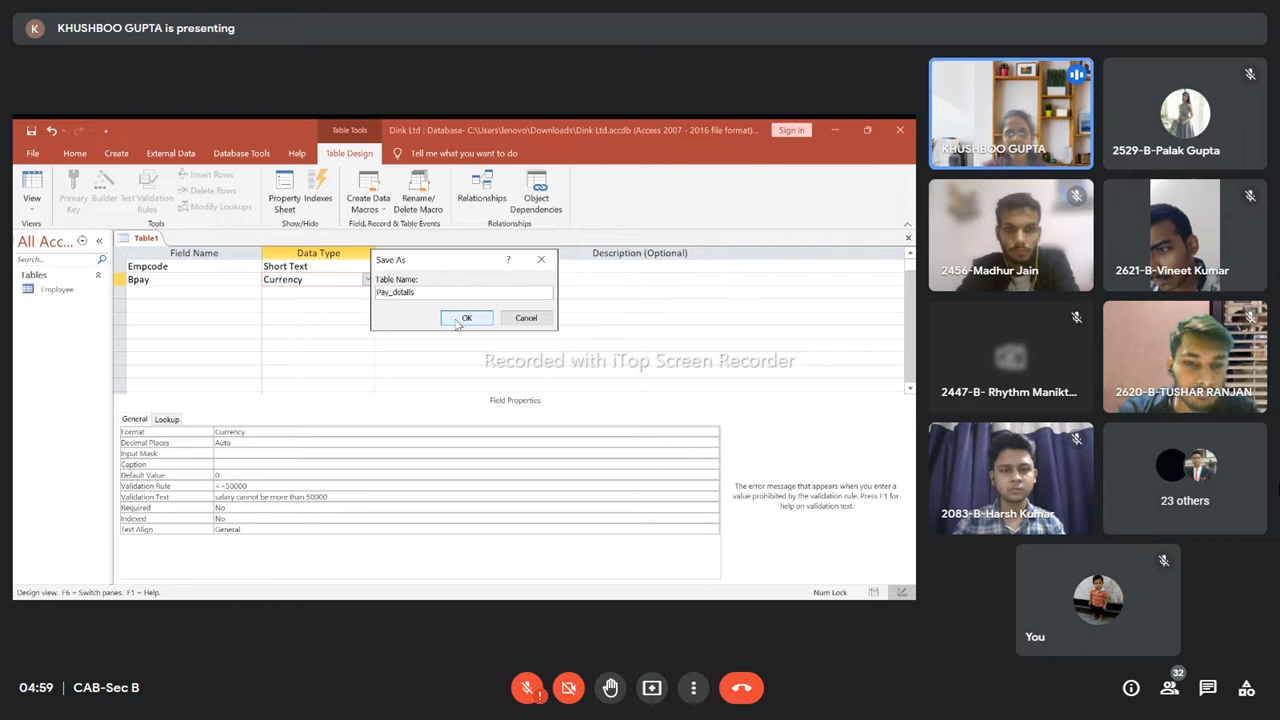 K KHUSHBOO GUPTA is presenting
Table Tools
Dink Ltd : Database- C:\Users\lenovo\Downloads\Dink Ltd.accdb (Access 2007 - 2016 file format)...
Sign in
File Home Create External Data Database Tools Help Table Design Tell me what you want to do
View
Views
Primary Key
Builder
Test Validation Rules
Insert Rows
Delete Rows
Modify Lookups
Tools
Property Sheet
Indexes
Show/Hide
Create Data Macros
Rename/ Delete Macro
Field, Record & Table Events
Relationships
Object Dependencies
Relationships
All Acc...
Search...
Tables
Employee
Table1
Field Name Data Type Description (Optional)
Empcode Short Text
Bpay Currency
Save As ?
Table Name:
Pay_details
OK Cancel
Recorded with iTop Screen Recorder
Field Properties
General Lookup
Format Currency
Decimal Places Auto
Input Mask
Caption
Default Value 0
Validation Rule <=50000
Validation Text salary cannot be more than 50000
Required No
Indexed No
Text Align General
The error message that appears when you enter a
value prohibited by the validation rule. Press F1 for
help on validation text.
Design view. F6 = Switch panes. F1 = Help.
Num Lock
KHUSHBOO GUPTA
2529-B-Palak Gupta
2456-Madhur Jain
2621-B-Vineet Kumar
2447-B- Rhythm Manikt...
2620-B-TUSHAR RANJAN
2083-B-Harsh Kumar
23 others
You
04:59 CAB-Sec B
32